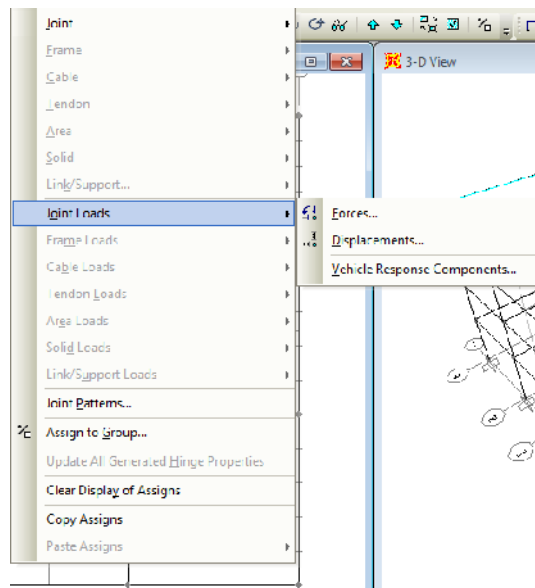 Joint
Frame
Cable
Tendon
Area
Solid
Link/Support...
Joint Loads
Frame Loads
Cable Loads
Tendon Loads
Area Loads
Solid Loads
Link/Support Loads
Joint Patterns...
Assign to Group...
Update All Generated Hinge Properties
Clear Display of Assigns
Copy Assigns
Paste Assigns
3-D View
Forces...
Displacements...
Vehicle Response Components...